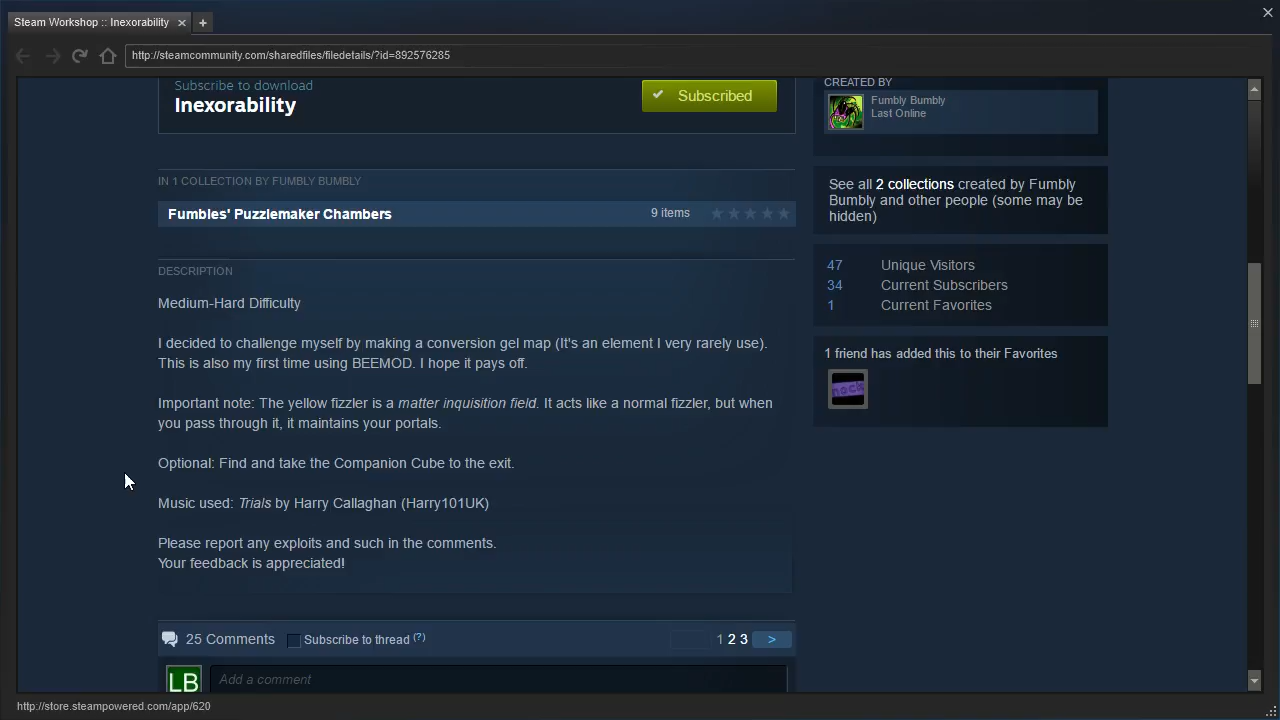 Steam Workshop :: Inexorability
http://steamcommunity.com/sharedfiles/filedetails/?id=892576285
Subscribe to download
Inexorability
Subscribed
IN 1 COLLECTION BY FUMBLY BUMBLY
Fumbles' Puzzlemaker Chambers
9 items
DESCRIPTION
Medium-Hard Difficulty
I decided to challenge myself by making a conversion gel map (It's an element I very rarely use).
This is also my first time using BEEMOD. I hope it pays off.
Important note: The yellow fizzler is a matter inquisition field. It acts like a normal fizzler, but when
you pass through it, it maintains your portals.
Optional: Find and take the Companion Cube to the exit.
Music used: Trials by Harry Callaghan (Harry101UK)
Please report any exploits and such in the comments.
Your feedback is appreciated!
25 Comments
Subscribe to thread (?)
1 2 3 >
LB
Add a comment
CREATED BY
Fumbly Bumbly
Last Online
See all 2 collections created by Fumbly
Bumbly and other people (some may be
hidden)
47 Unique Visitors
34 Current Subscribers
1 Current Favorites
1 friend has added this to their Favorites
http://store.steampowered.com/app/620